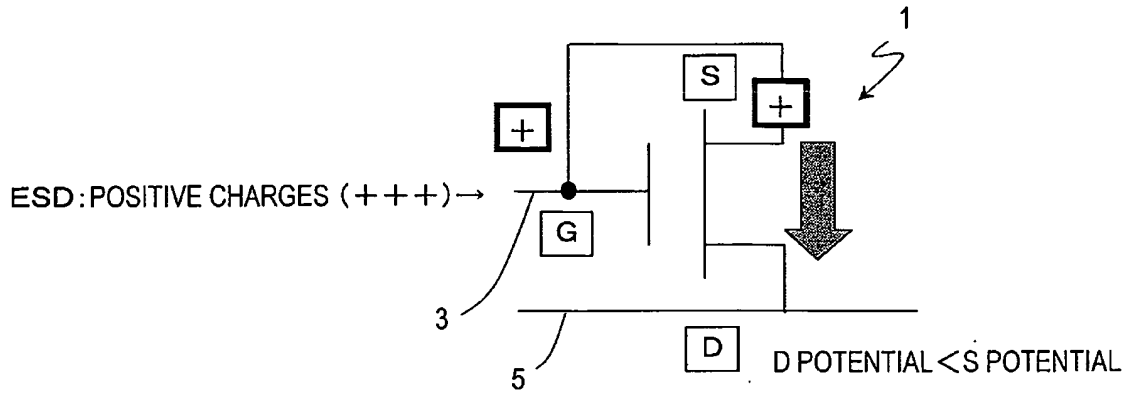 1
S
+
+
ESD:POSITIVE CHARGES (+++)→
G
3
D
D POTENTIAL<S POTENTIAL
5